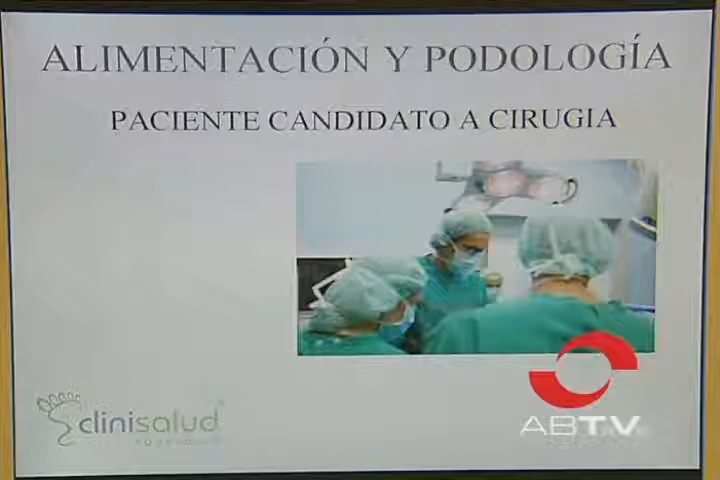 ALIMENTACIÓN Y PODOLOGÍA
PACIENTE CANDIDATO A CIRUGIA
clinisalud
ABTV